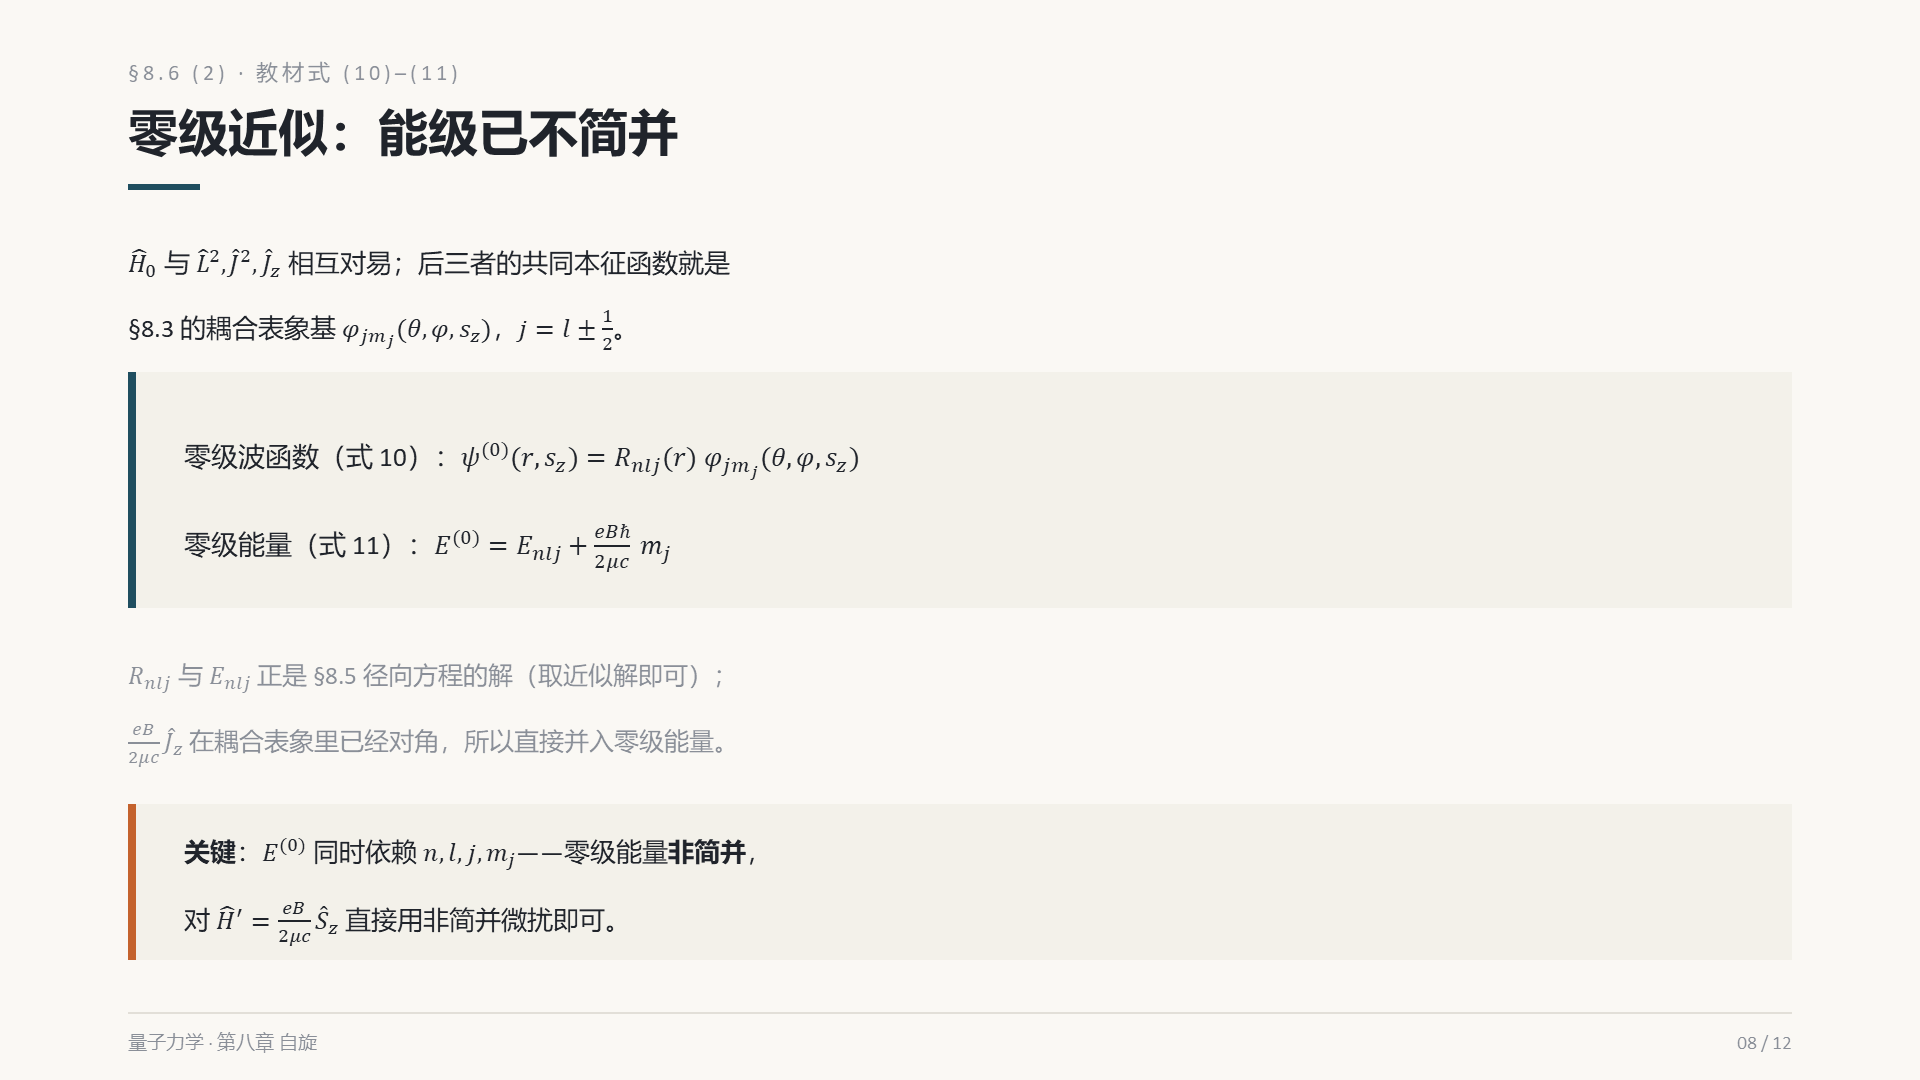 §8.6 (2) · 教材式 (10)–(11)
零级近似：能级已不简并
Ĥ₀ 与 L̂², Ĵ², Ĵ_z 相互对易；后三者的共同本征函数就是
§8.3 的耦合表象基 φ_{jm_j}(θ, φ, s_z)，j = l ± 1/2。
零级波函数（式 10）：ψ^{(0)}(r, s_z) = R_{nlj}(r) φ_{jm_j}(θ, φ, s_z)
零级能量（式 11）：E^{(0)} = E_{nlj} + eBħ/2μc m_j
R_{nlj} 与 E_{nlj} 正是 §8.5 径向方程的解（取近似解即可）；
eB/2μc Ĵ_z 在耦合表象里已经对角，所以直接并入零级能量。
关键：E^{(0)} 同时依赖 n, l, j, m_j——零级能量非简并，
对 Ĥ′ = eB/2μc Ŝ_z 直接用非简并微扰即可。
量子力学 · 第八章 自旋
08 / 12